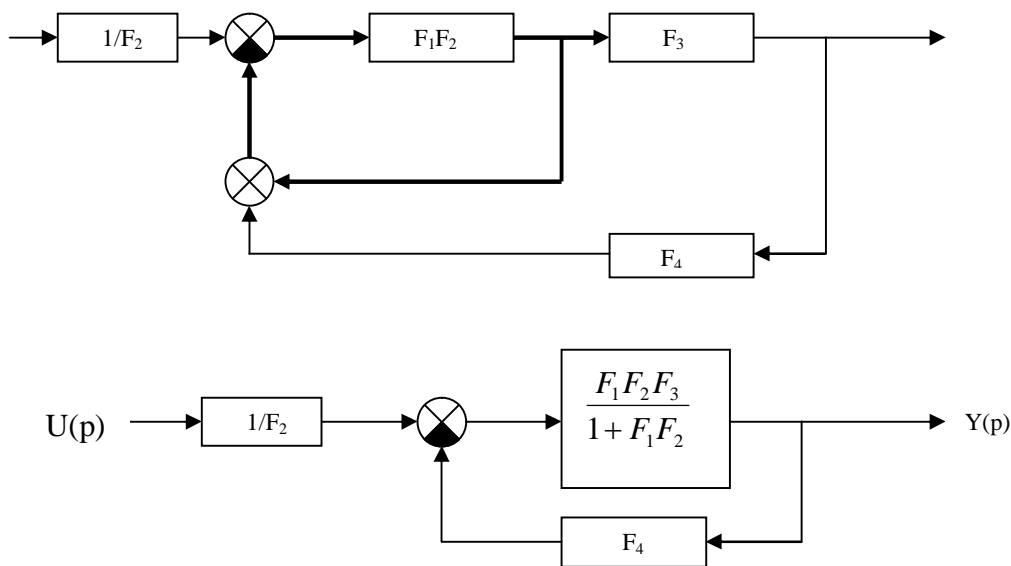 1/F₂
F₁F₂
F₃
F₄
U(p)
1/F₂
F₁F₂F₃
1 + F₁F₂
Y(p)
F₄